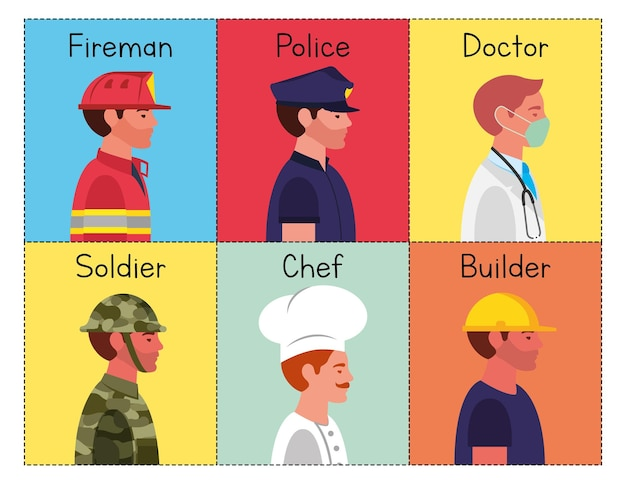 Fireman
Police
Doctor
Soldier
Chef
Builder